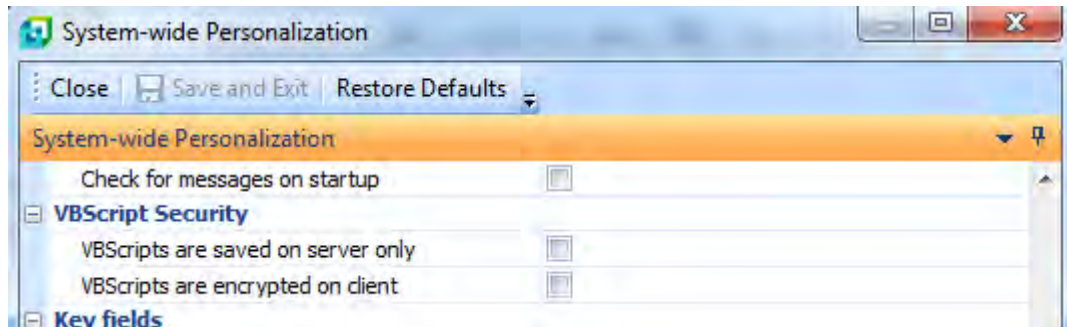 System-wide Personalization
Close Save and Exit Restore Defaults
System-wide Personalization
Check for messages on startup
VBScript Security
VBScripts are saved on server only
VBScripts are encrypted on client
Key fields